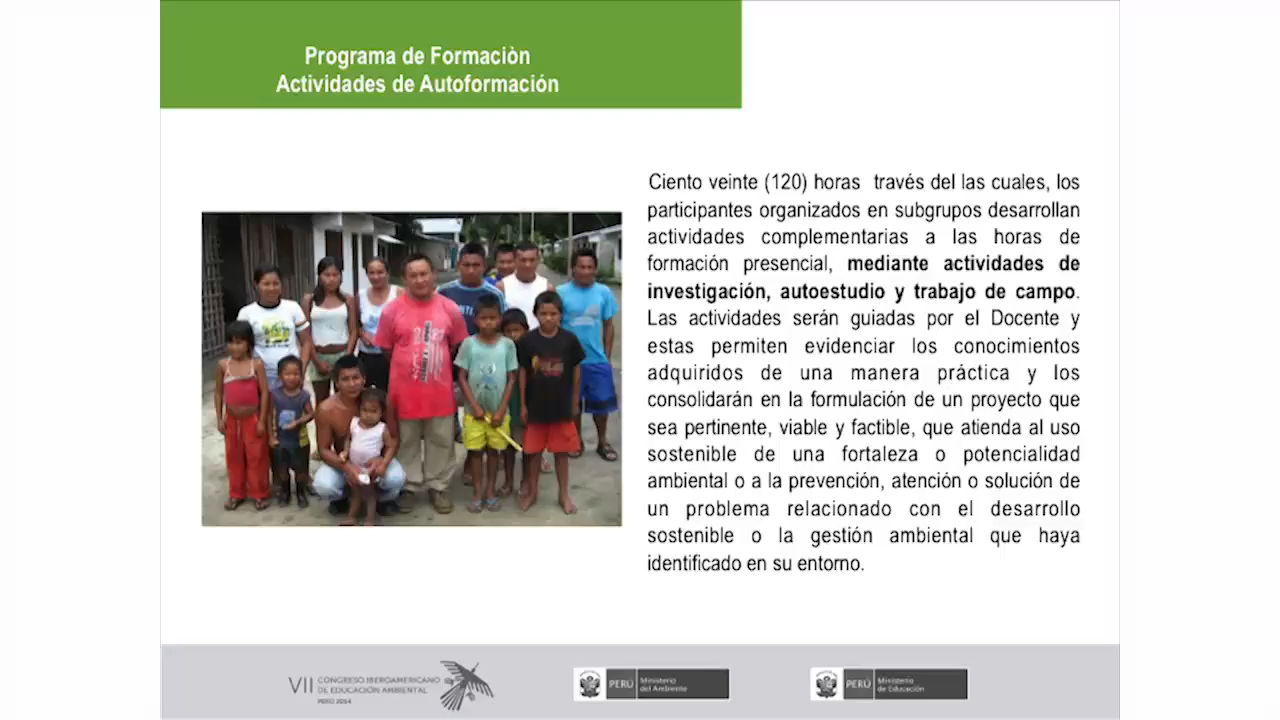 Programa de Formaciòn
Actividades de Autoformación
Ciento veinte (120) horas través del las cuales, los
participantes organizados en subgrupos desarrollan
actividades complementarias a las horas de
formación presencial, mediante actividades de
investigación, autoestudio y trabajo de campo.
Las actividades serán guiadas por el Docente y
estas permiten evidenciar los conocimientos
adquiridos de una manera práctica y los
consolidarán en la formulación de un proyecto que
sea pertinente, viable y factible, que atienda al uso
sostenible de una fortaleza o potencialidad
ambiental o a la prevención, atención o solución de
un problema relacionado con el desarrollo
sostenible o la gestión ambiental que haya
identificado en su entorno.
VII CONGRESO IBEROAMERICANO
DE EDUCACIÓN AMBIENTAL
PERÚ 2014
PERÚ Ministerio
del Ambiente
PERÚ Ministerio
de Educación